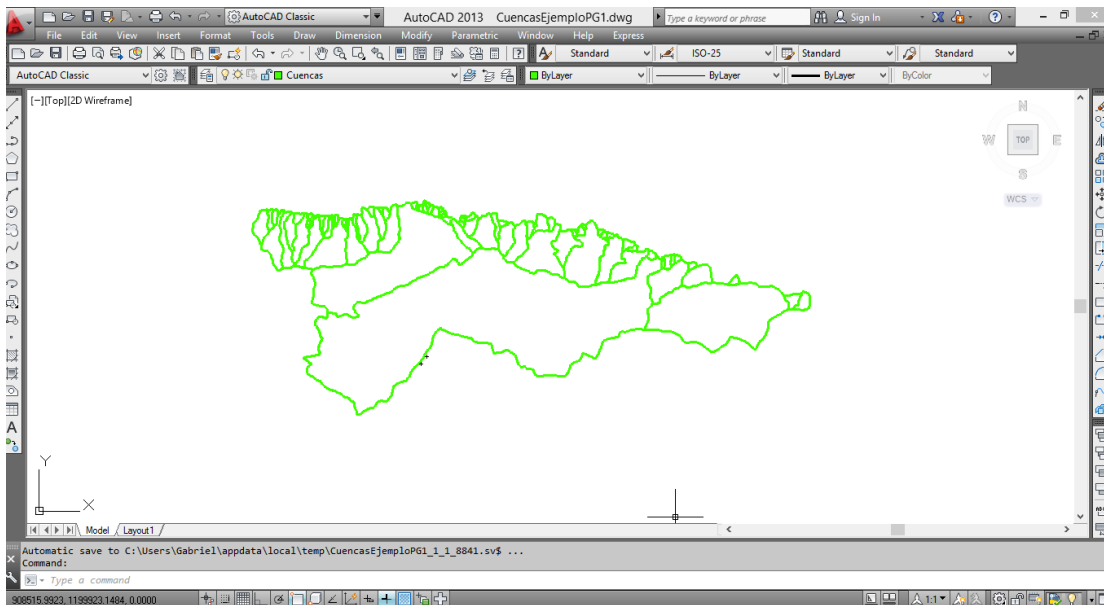 AutoCAD Classic AutoCAD 2013 CuencasEjemploPG1.dwg Type a keyword or phrase Sign In
File Edit View Insert Format Tools Draw Dimension Modify Parametric Window Help Express
Standard ISO-25 Standard Standard
AutoCAD Classic Cuencas ByLayer ByLayer ByLayer ByColor
[−][Top][2D Wireframe]
N
W TOP E
S
WCS
A
Y
X
Model Layout1
Automatic save to C:\Users\Gabriel\appdata\local\temp\CuencasEjemploPG1_1_1_8841.sv$ ...
Command:
Type a command
908515.9923, 1199923.1484, 0.0000 1:1